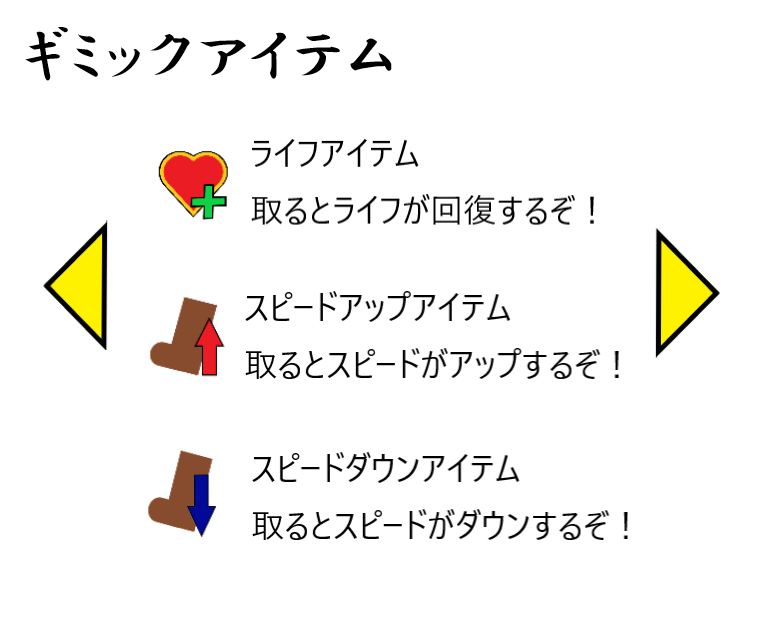 ギミックアイテム
ライフアイテム
取るとライフが回復するぞ！
スピードアップアイテム
取るとスピードがアップするぞ！
スピードダウンアイテム
取るとスピードがダウンするぞ！